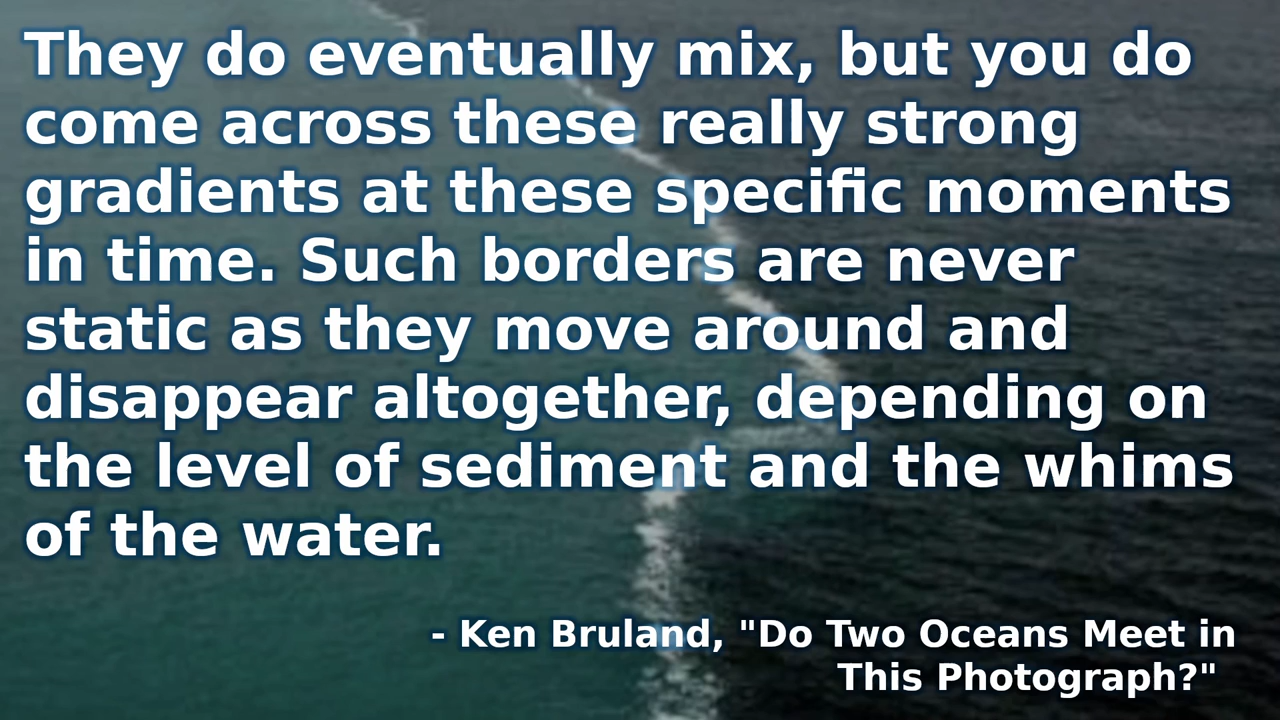 They do eventually mix, but you do
come across these really strong
gradients at these specific moments
in time. Such borders are never
static as they move around and
disappear altogether, depending on
the level of sediment and the whims
of the water.
- Ken Bruland, "Do Two Oceans Meet in
This Photograph?"